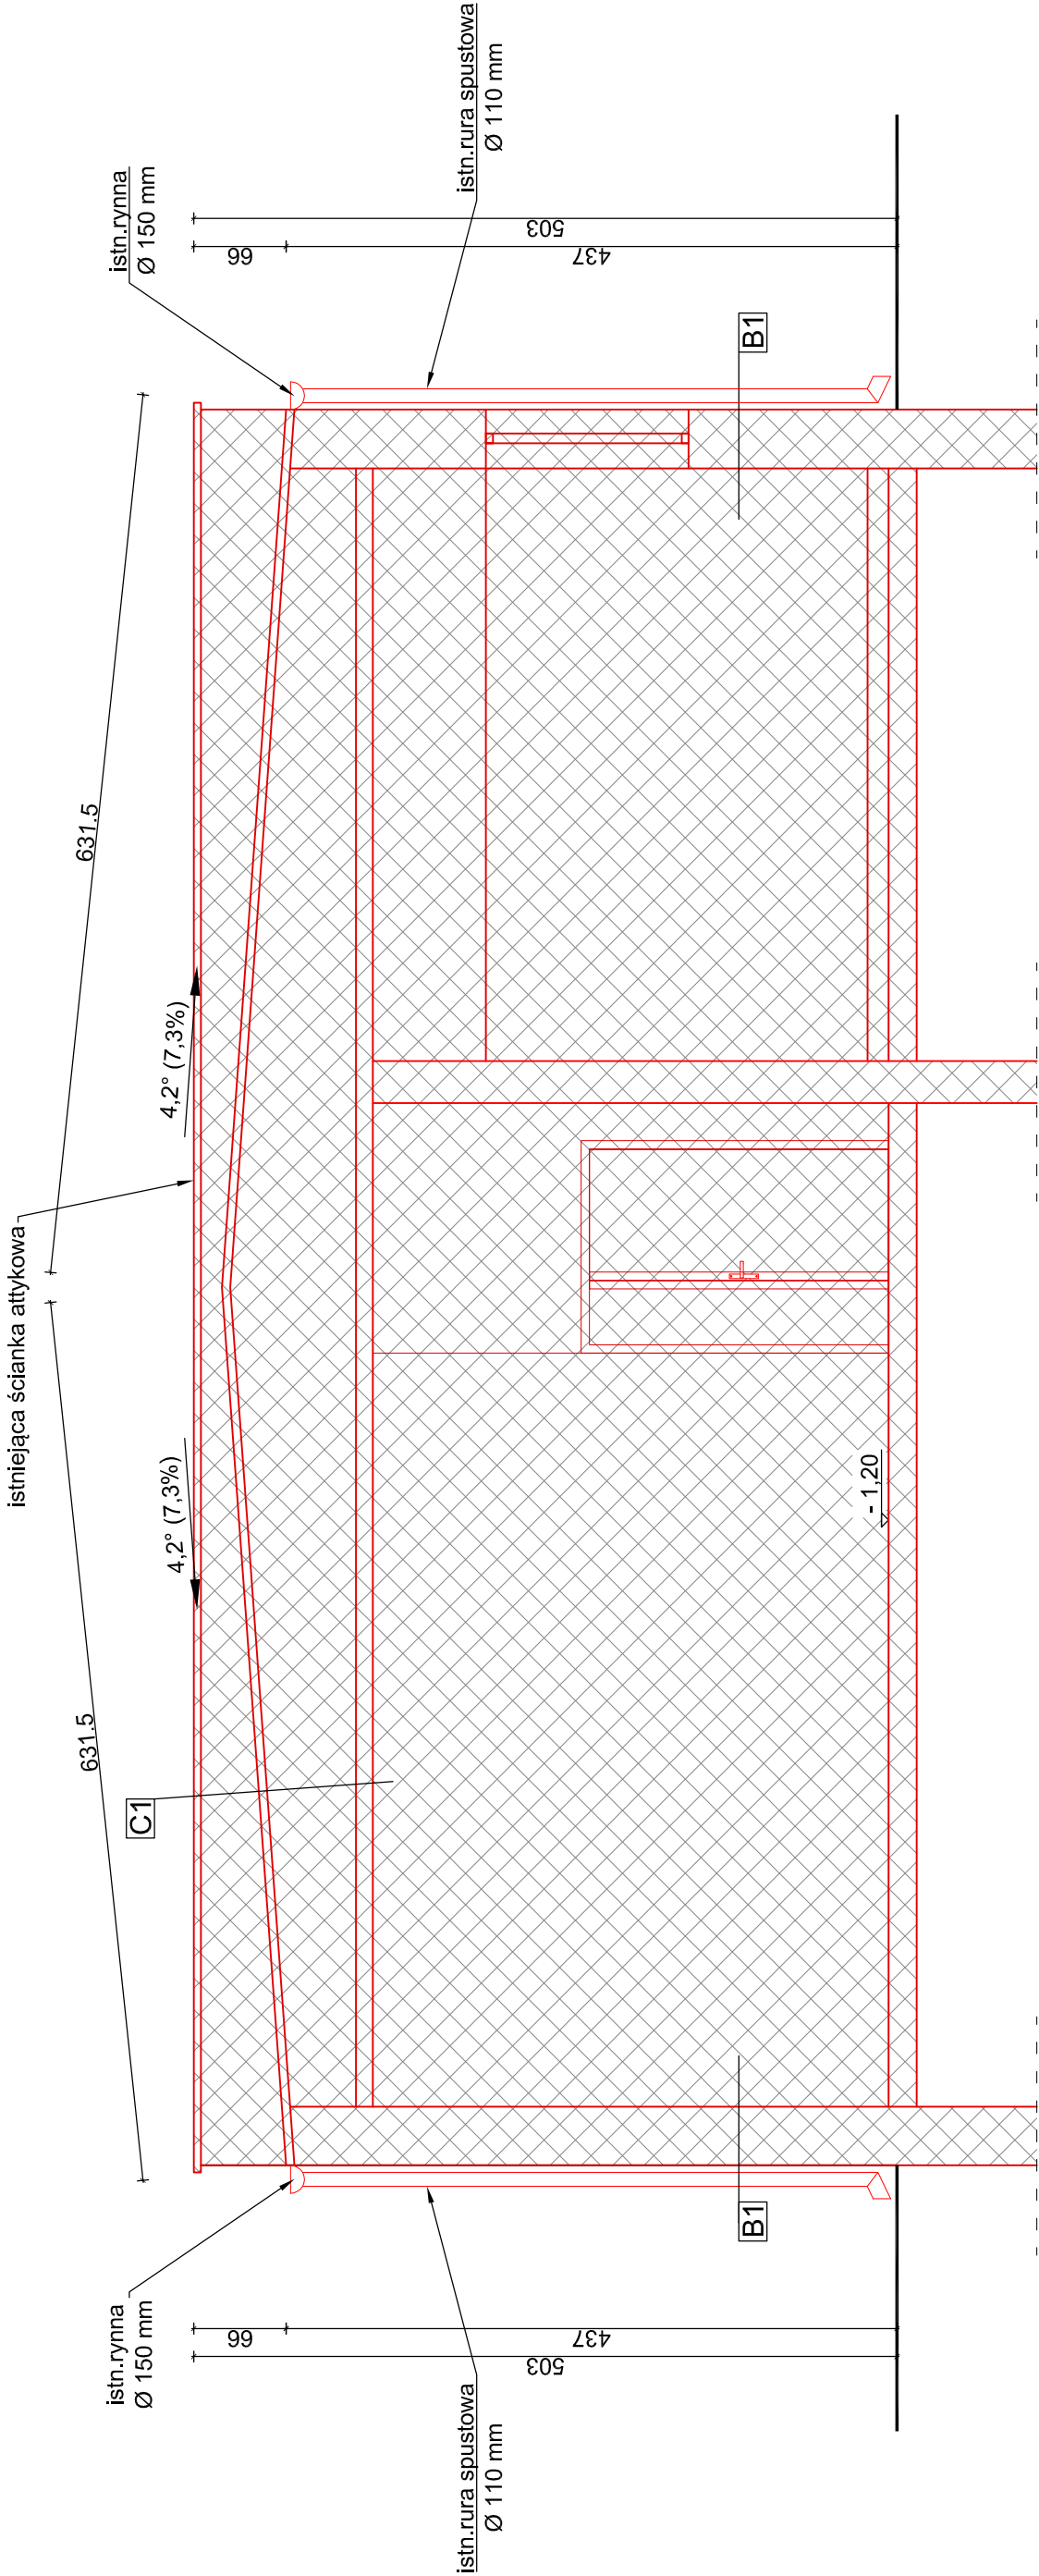 istniejąca ścianka attykowa
631.5
631.5
4,2° (7,3%)
4,2° (7,3%)
C1
istn.rynna
Ø 150 mm
istn.rynna
Ø 150 mm
istn.rura spustowa
Ø 110 mm
istn.rura spustowa
Ø 110 mm
66
437
503
66
437
503
B1
B1
- 1,20